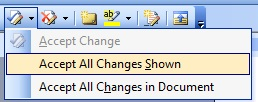 Accept Change
Accept All Changes Shown
Accept All Changes in Document